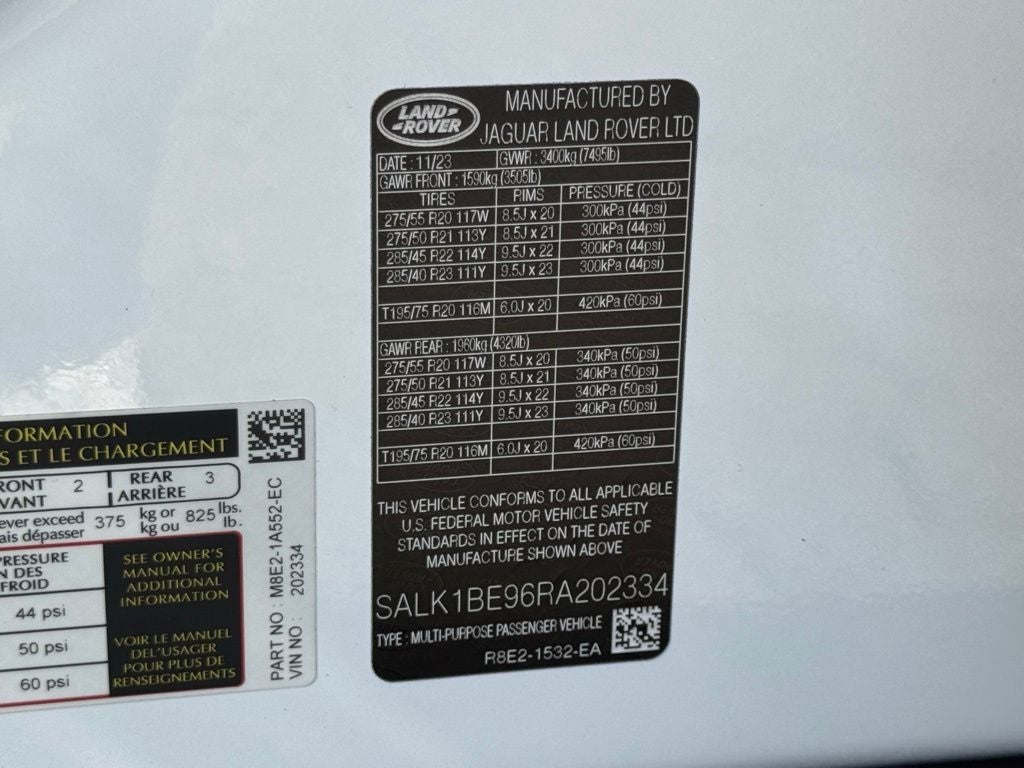 LAND-
-ROVER
MANUFACTURED BY
JAGUAR LAND ROVER LTD
DATE : 11/23 GVWR : 3400kg (7495lb)
GAWR FRONT : 1590kg (3505lb)
TIRES RIMS PRESSURE (COLD)
275/55 R20 117W 8.5J x 20 300kPa (44psi)
275/50 R21 113Y 8.5J x 21 300kPa (44psi)
285/45 R22 114Y 9.5J x 22 300kPa (44psi)
285/40 R23 111Y 9.5J x 23 300kPa (44psi)
T195/75 R20 116M 6.0J x 20 420kPa (60psi)
GAWR REAR : 1960kg (4320lb)
275/55 R20 117W 8.5J x 20 340kPa (50psi)
275/50 R21 113Y 8.5J x 21 340kPa (50psi)
285/45 R22 114Y 9.5J x 22 340kPa (50psi)
285/40 R23 111Y 9.5J x 23 340kPa (50psi)
T195/75 R20 116M 6.0J x 20 420kPa (60psi)
THIS VEHICLE CONFORMS TO ALL APPLICABLE
U.S. FEDERAL MOTOR VEHICLE SAFETY
STANDARDS IN EFFECT ON THE DATE OF
MANUFACTURE SHOWN ABOVE
SALK1BE96RA202334
TYPE : MULTI-PURPOSE PASSENGER VEHICLE
R8E2-1532-EA
FORMATION
S ET LE CHARGEMENT
RONT 2 REAR 3
VANT ARRIÈRE
ever exceed 375 kg or 825 lbs.
ais dépasser kg ou lb.
PRESSURE
N DES
FROID
44 psi
50 psi
60 psi
SEE OWNER'S
MANUAL FOR
ADDITIONAL
INFORMATION
VOIR LE MANUEL
DEL'USAGER
POUR PLUS DE
RENSEIGNEMENTS
PART NO : M8E2-1A552-EC
VIN NO : 202334